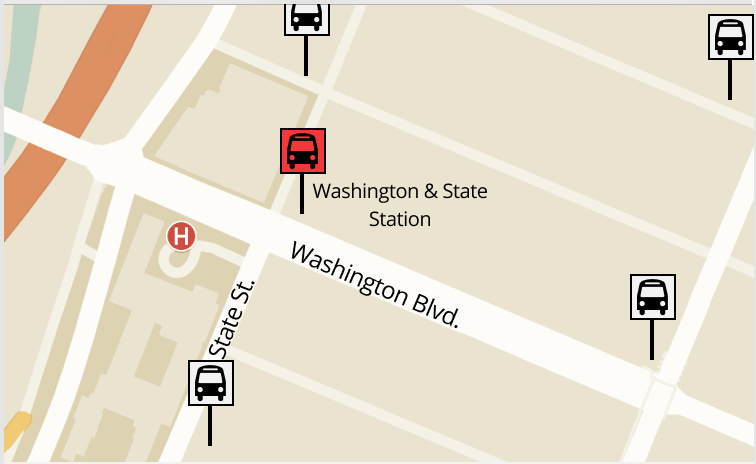 Washington & State
Station
H
Washington Blvd.
State St.